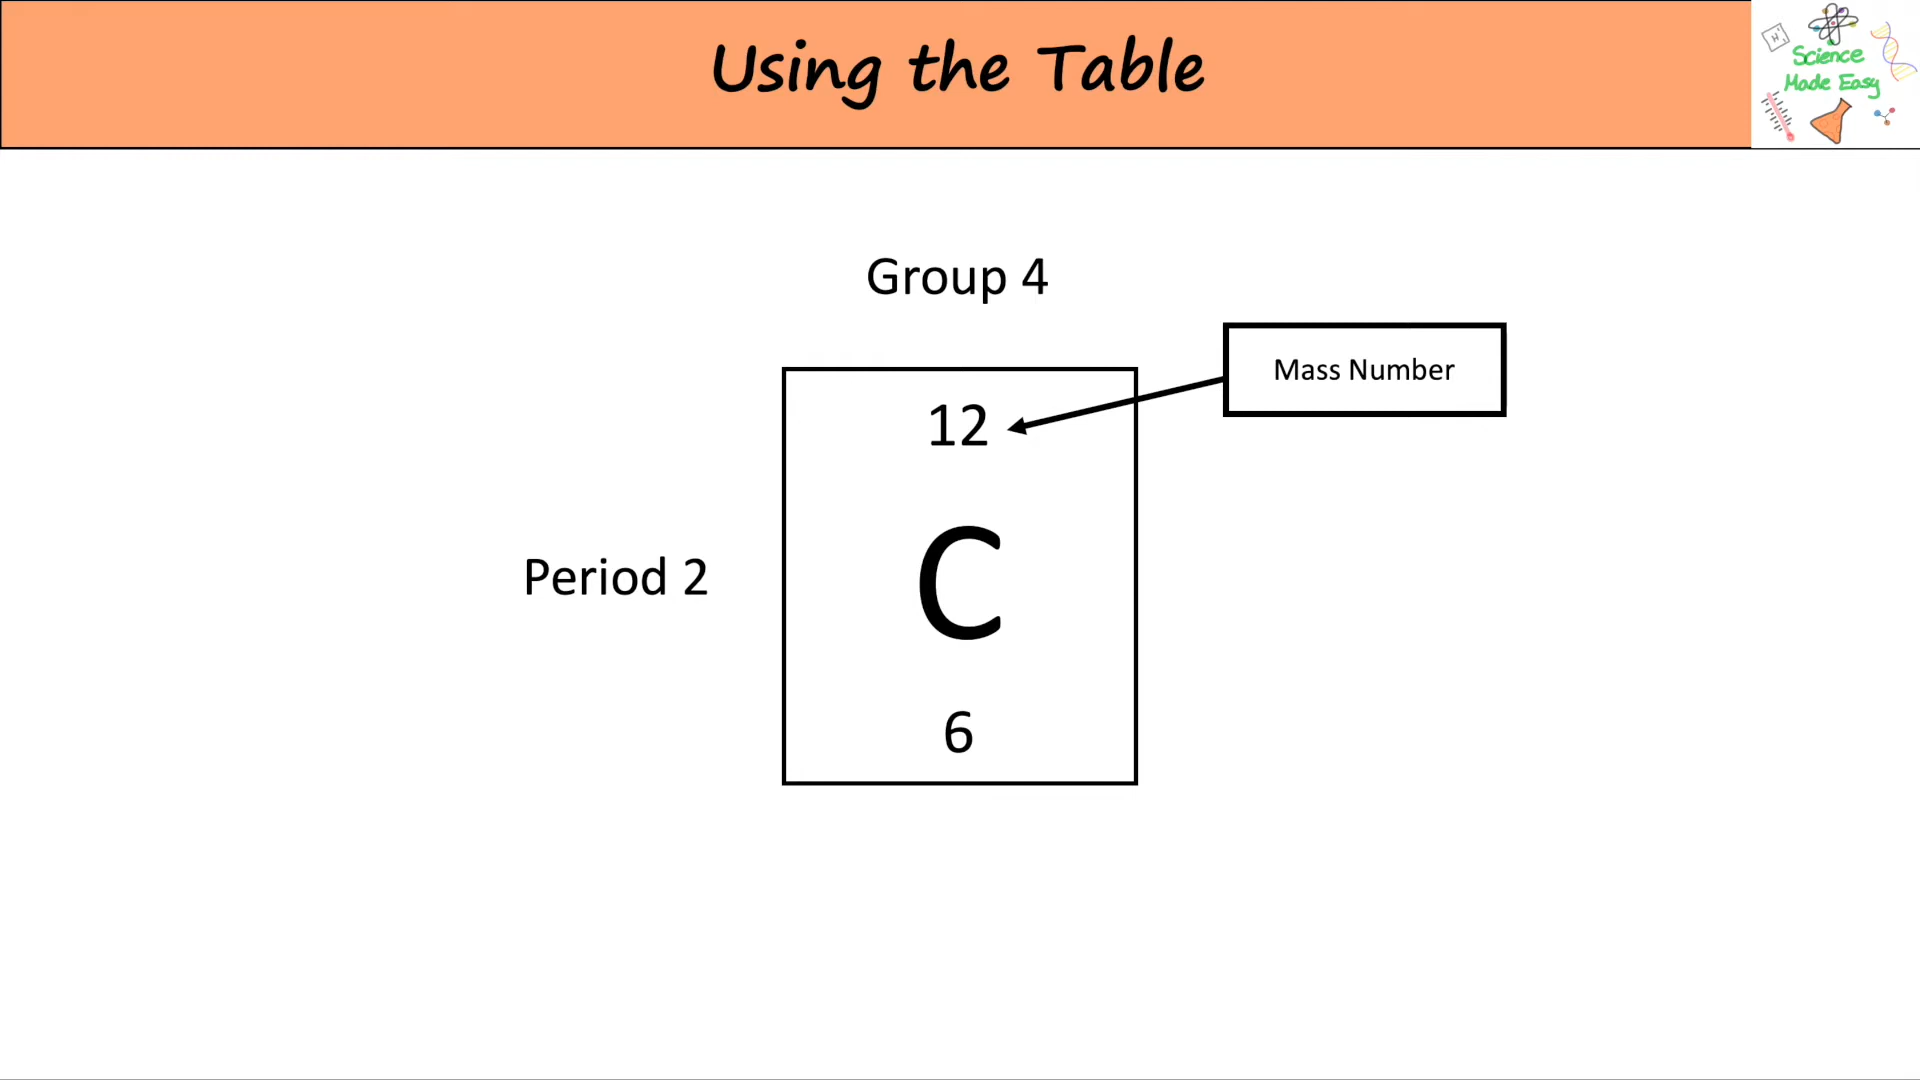 Using the Table
Science
Made Easy
H
Group 4
Mass Number
12
Period 2
C
6